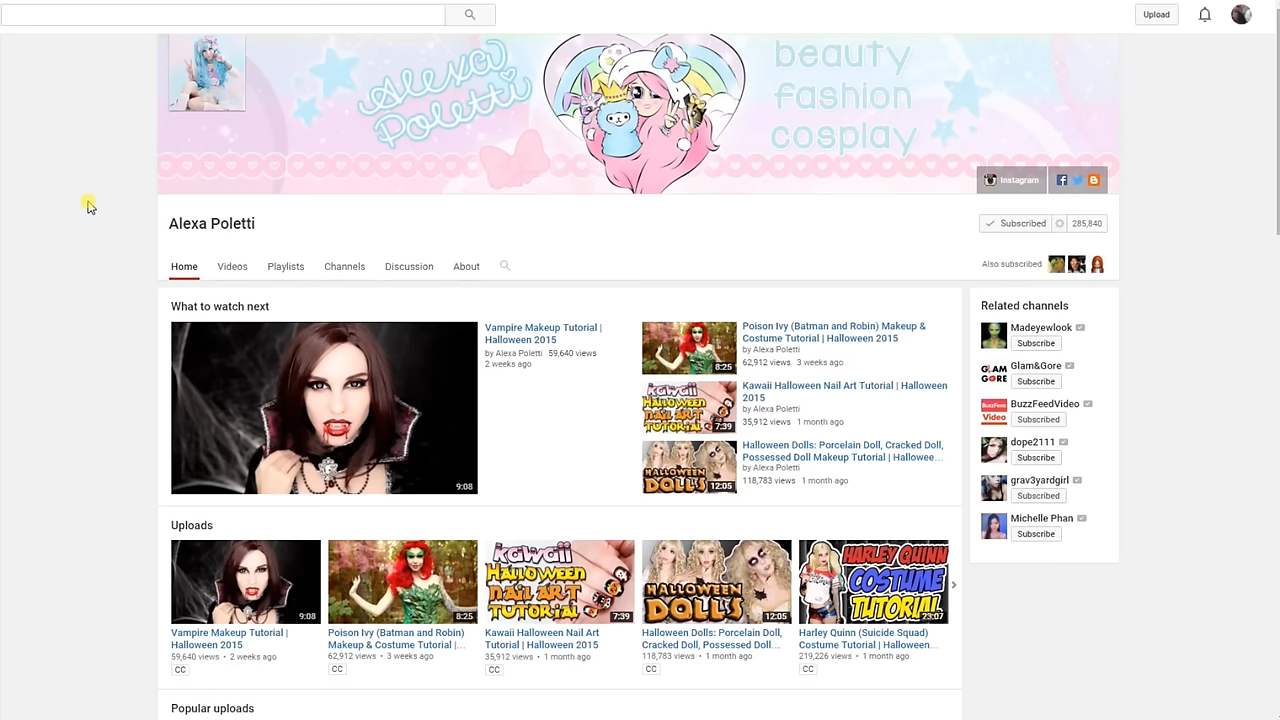 Upload
Alexa
Poletti
beauty
fashion
cosplay
Instagram
Alexa Poletti
Subscribed
285,840
Home
Videos
Playlists
Channels
Discussion
About
Also subscribed
What to watch next
9:08
Vampire Makeup Tutorial |
Halloween 2015
by Alexa Poletti 59,640 views
2 weeks ago
8:25
Poison Ivy (Batman and Robin) Makeup &
Costume Tutorial | Halloween 2015
by Alexa Poletti
62,912 views 3 weeks ago
KAWAII
HALLOWEEN
NAIL ART
TUTORIAL
7:39
Kawaii Halloween Nail Art Tutorial | Halloween
2015
by Alexa Poletti
35,912 views 1 month ago
HALLOWEEN
DOLLS
12:05
Halloween Dolls: Porcelain Doll, Cracked Doll,
Possessed Doll Makeup Tutorial | Hallowee...
by Alexa Poletti
118,783 views 1 month ago
Related channels
Madeyewlook
Subscribe
GLAM
GORE
Glam&Gore
Subscribe
BuzzFeed
Video
BuzzFeedVideo
Subscribed
dope2111
Subscribe
grav3yardgirl
Subscribed
Michelle Phan
Subscribe
Uploads
9:08
Vampire Makeup Tutorial |
Halloween 2015
59,640 views • 2 weeks ago
CC
8:25
Poison Ivy (Batman and Robin)
Makeup & Costume Tutorial |...
62,912 views • 3 weeks ago
CC
KAWAII
HALLOWEEN
NAIL ART
TUTORIAL
7:39
Kawaii Halloween Nail Art
Tutorial | Halloween 2015
35,912 views • 1 month ago
CC
HALLOWEEN
DOLLS
12:05
Halloween Dolls: Porcelain Doll,
Cracked Doll, Possessed Doll...
118,783 views • 1 month ago
CC
HARLEY QUINN
COSTUME
TUTORIAL
23:07
Harley Quinn (Suicide Squad)
Costume Tutorial | Halloween...
219,226 views • 1 month ago
CC
Popular uploads